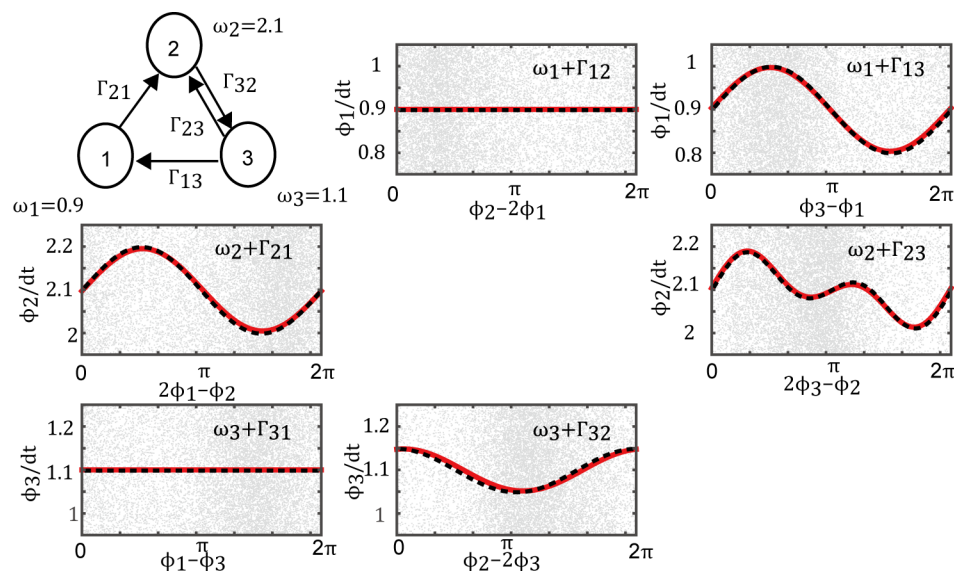 ω₂=2.1
2
Γ₂₁
Γ₃₂
Γ₂₃
1
3
Γ₁₃
ω₁=0.9
ω₃=1.1
ϕ₁/dt
1
0.9
0.8
ω₁+Γ₁₂
0
π
2π
ϕ₂−2ϕ₁
ϕ₁/dt
1
0.9
0.8
ω₁+Γ₁₃
0
π
2π
ϕ₃−ϕ₁
ϕ₂/dt
2.2
2.1
2
ω₂+Γ₂₁
0
π
2π
2ϕ₁−ϕ₂
ϕ₂/dt
2.2
2.1
2
ω₂+Γ₂₃
0
π
2π
2ϕ₃−ϕ₂
ϕ₃/dt
1.2
1.1
1
ω₃+Γ₃₁
0
π
2π
ϕ₁−ϕ₃
ϕ₃/dt
1.2
1.1
1
ω₃+Γ₃₂
0
π
2π
ϕ₂−2ϕ₃